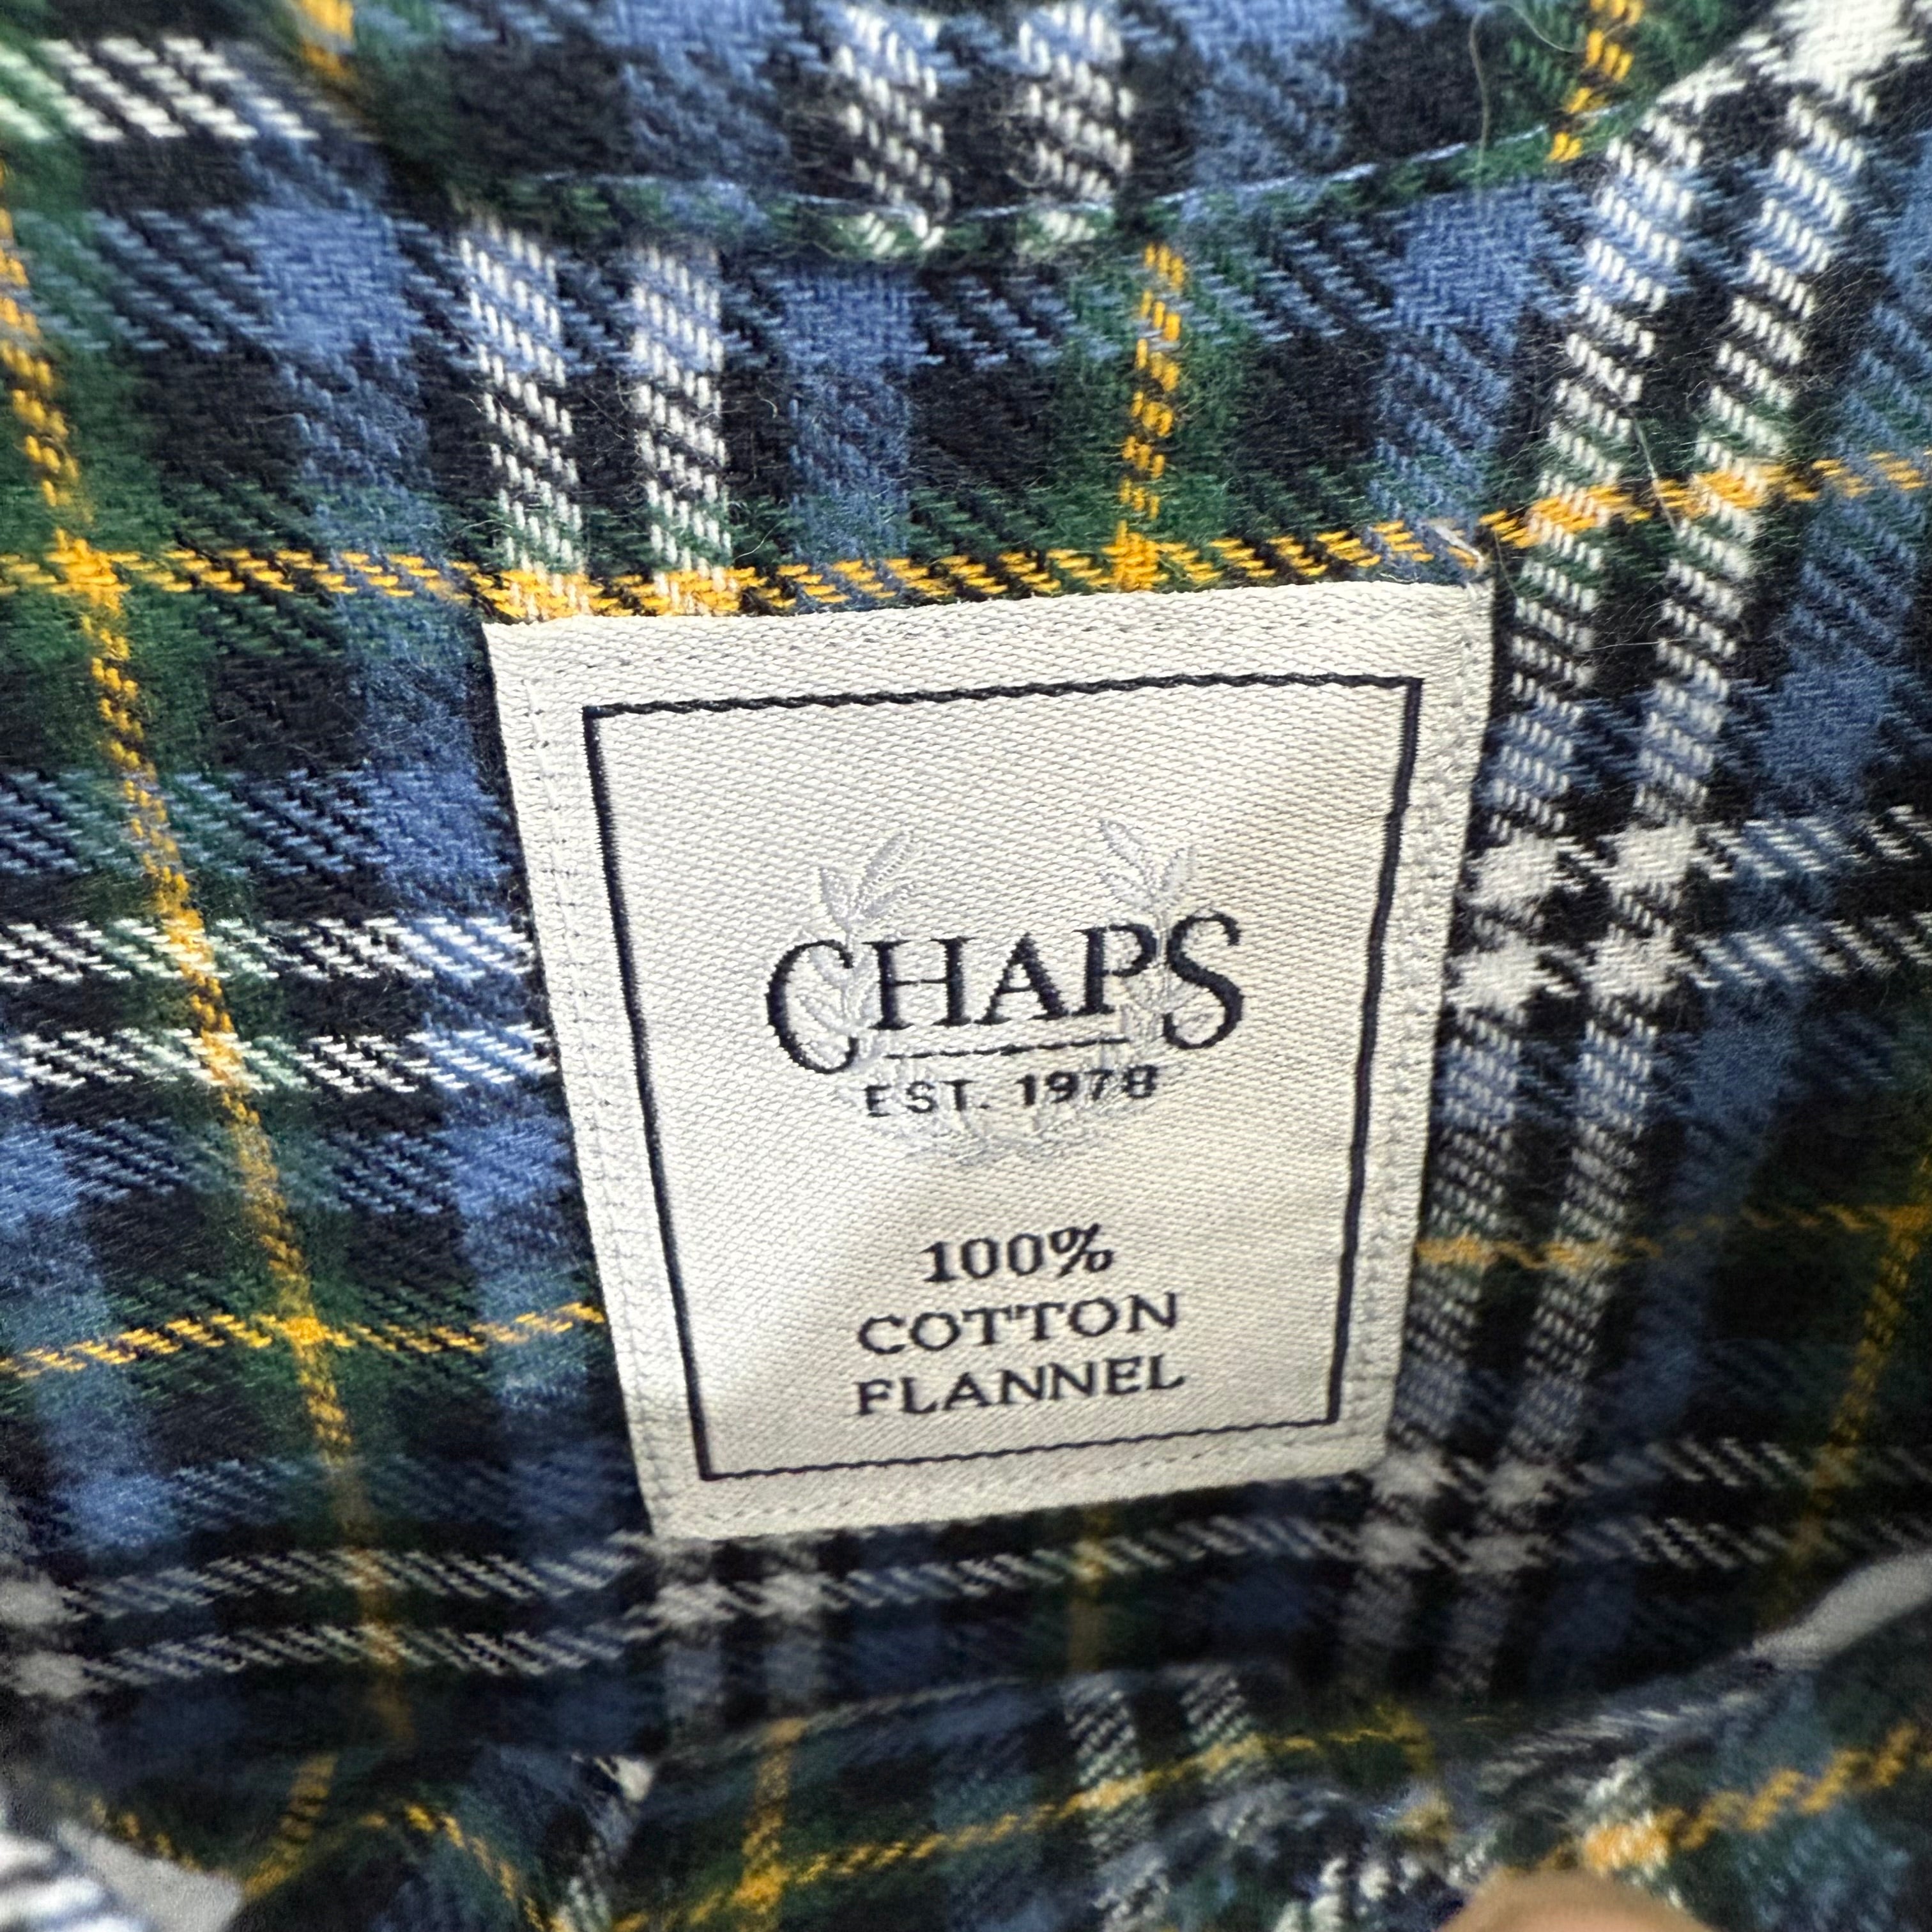 CHAPS
EST. 1978
100%
COTTON
FLANNEL